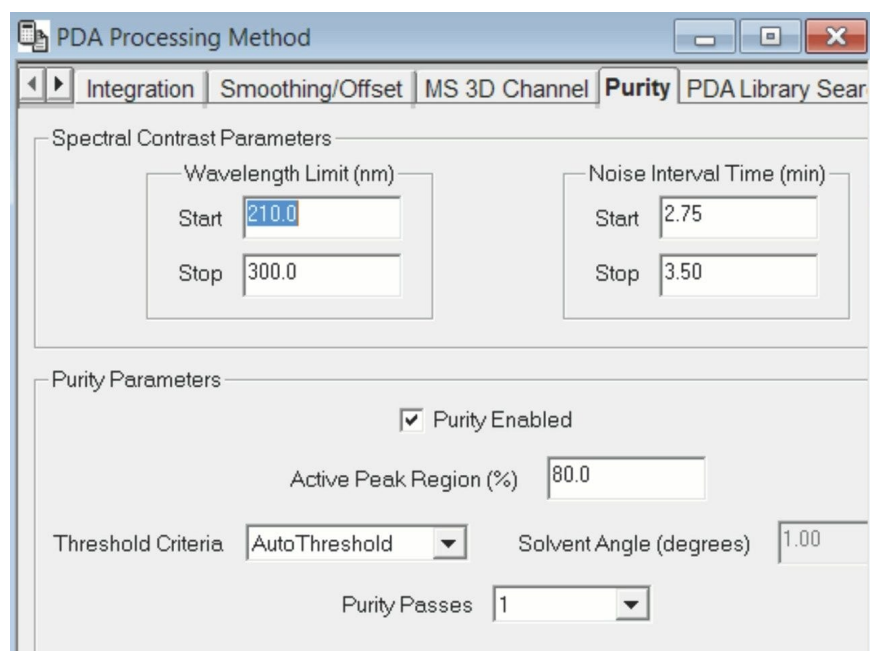 PDA Processing Method
Integration Smoothing/Offset MS 3D Channel Purity PDA Library Sear
Spectral Contrast Parameters
Wavelength Limit (nm) Noise Interval Time (min)
Start 210.0 Start 2.75
Stop 300.0 Stop 3.50
Purity Parameters
Purity Enabled
Active Peak Region (%) 80.0
Threshold Criteria AutoThreshold Solvent Angle (degrees) 1.00
Purity Passes 1